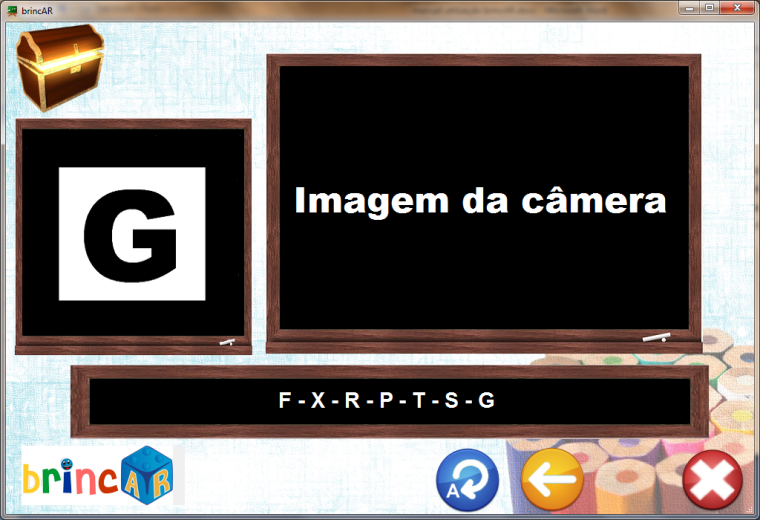 brincAR
G
Imagem da câmera
F - X - R - P - T - S - G
brincAR
A